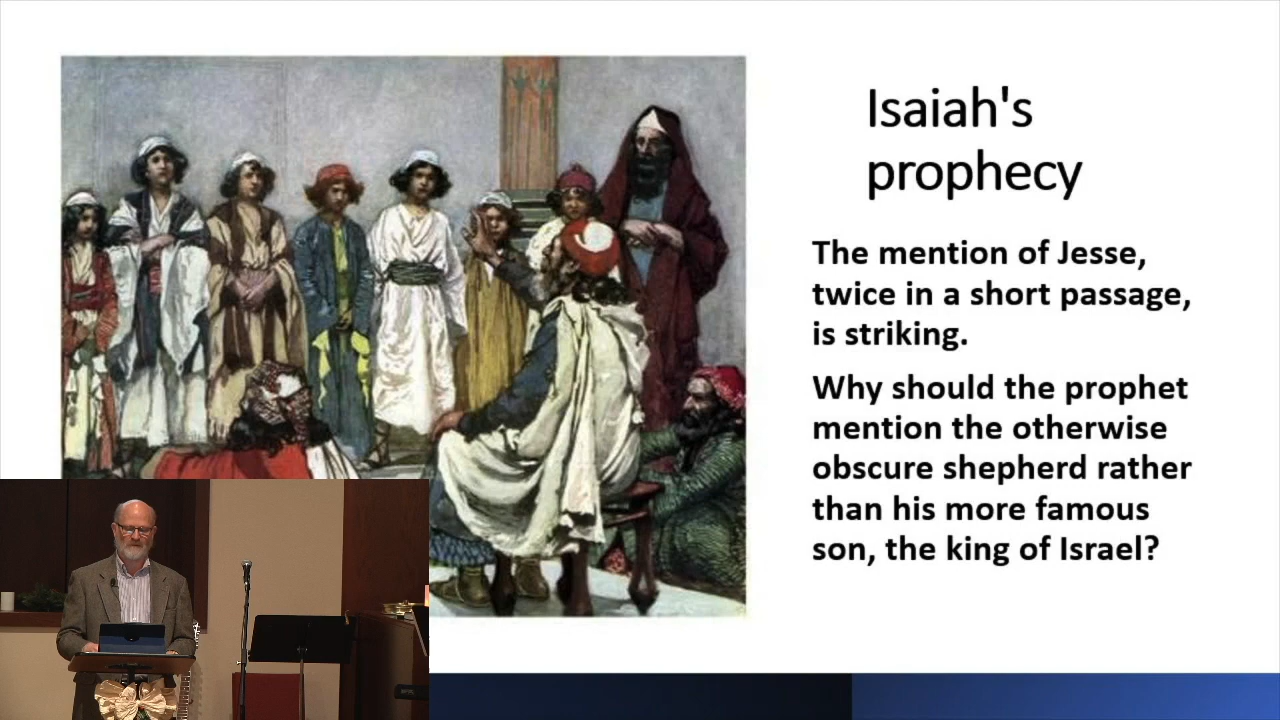 Isaiah's
prophecy
The mention of Jesse,
twice in a short passage,
is striking.
Why should the prophet
mention the otherwise
obscure shepherd rather
than his more famous
son, the king of Israel?